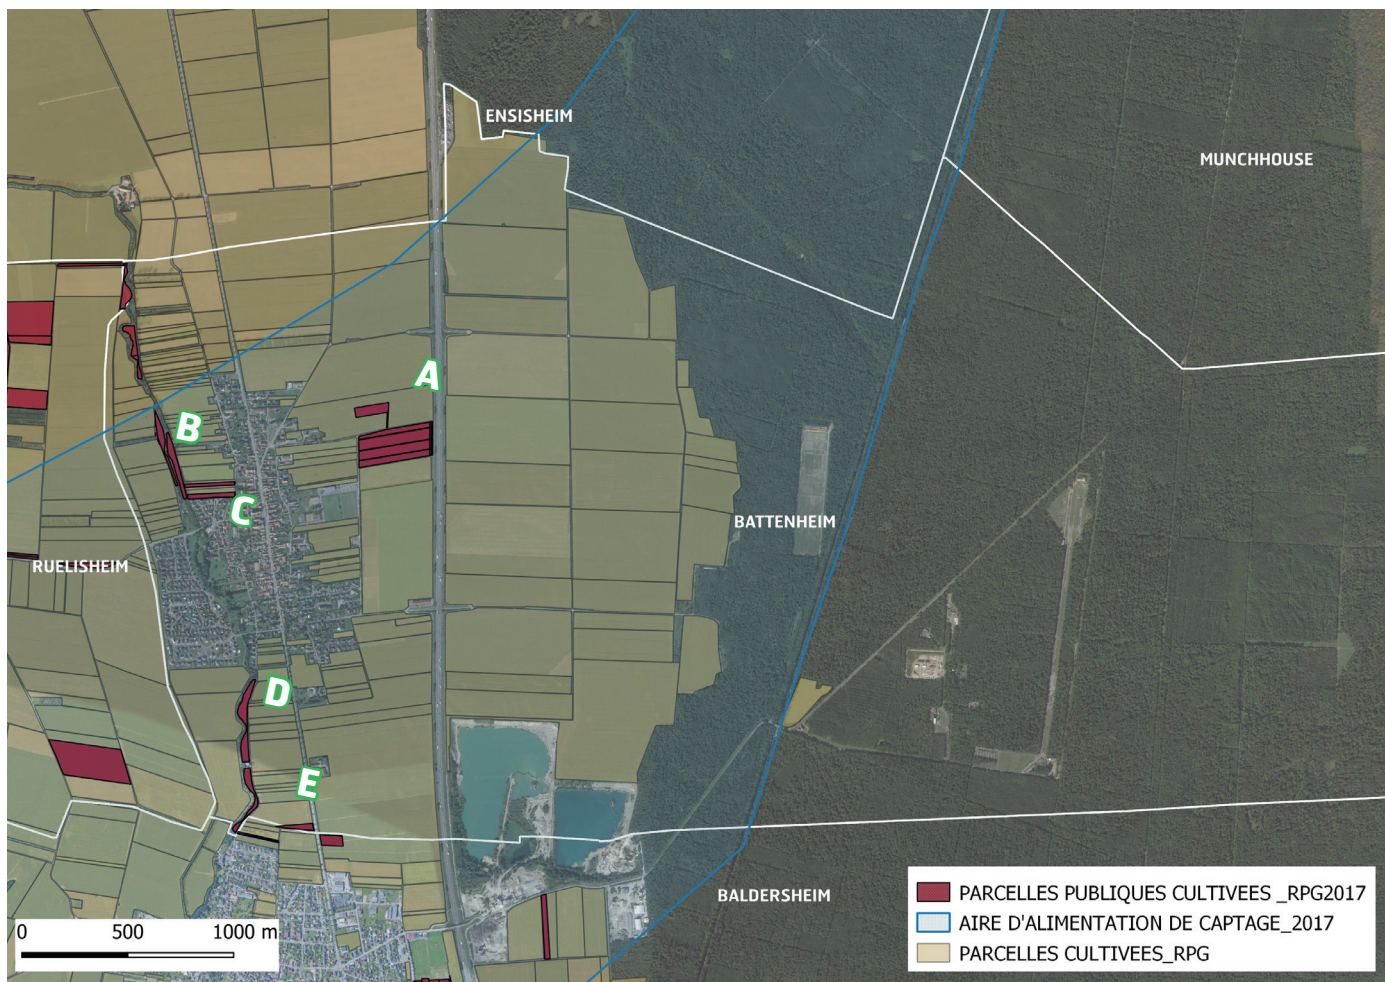 ENSISHEIM
MUNCHHOUSE
A
B
C
BATTENHEIM
RUELISHEIM
D
E
BALDERSHEIM
PARCELLES PUBLIQUES CULTIVEES _RPG2017
AIRE D'ALIMENTATION DE CAPTAGE_2017
PARCELLES CULTIVEES_RPG
0 500 1000 m